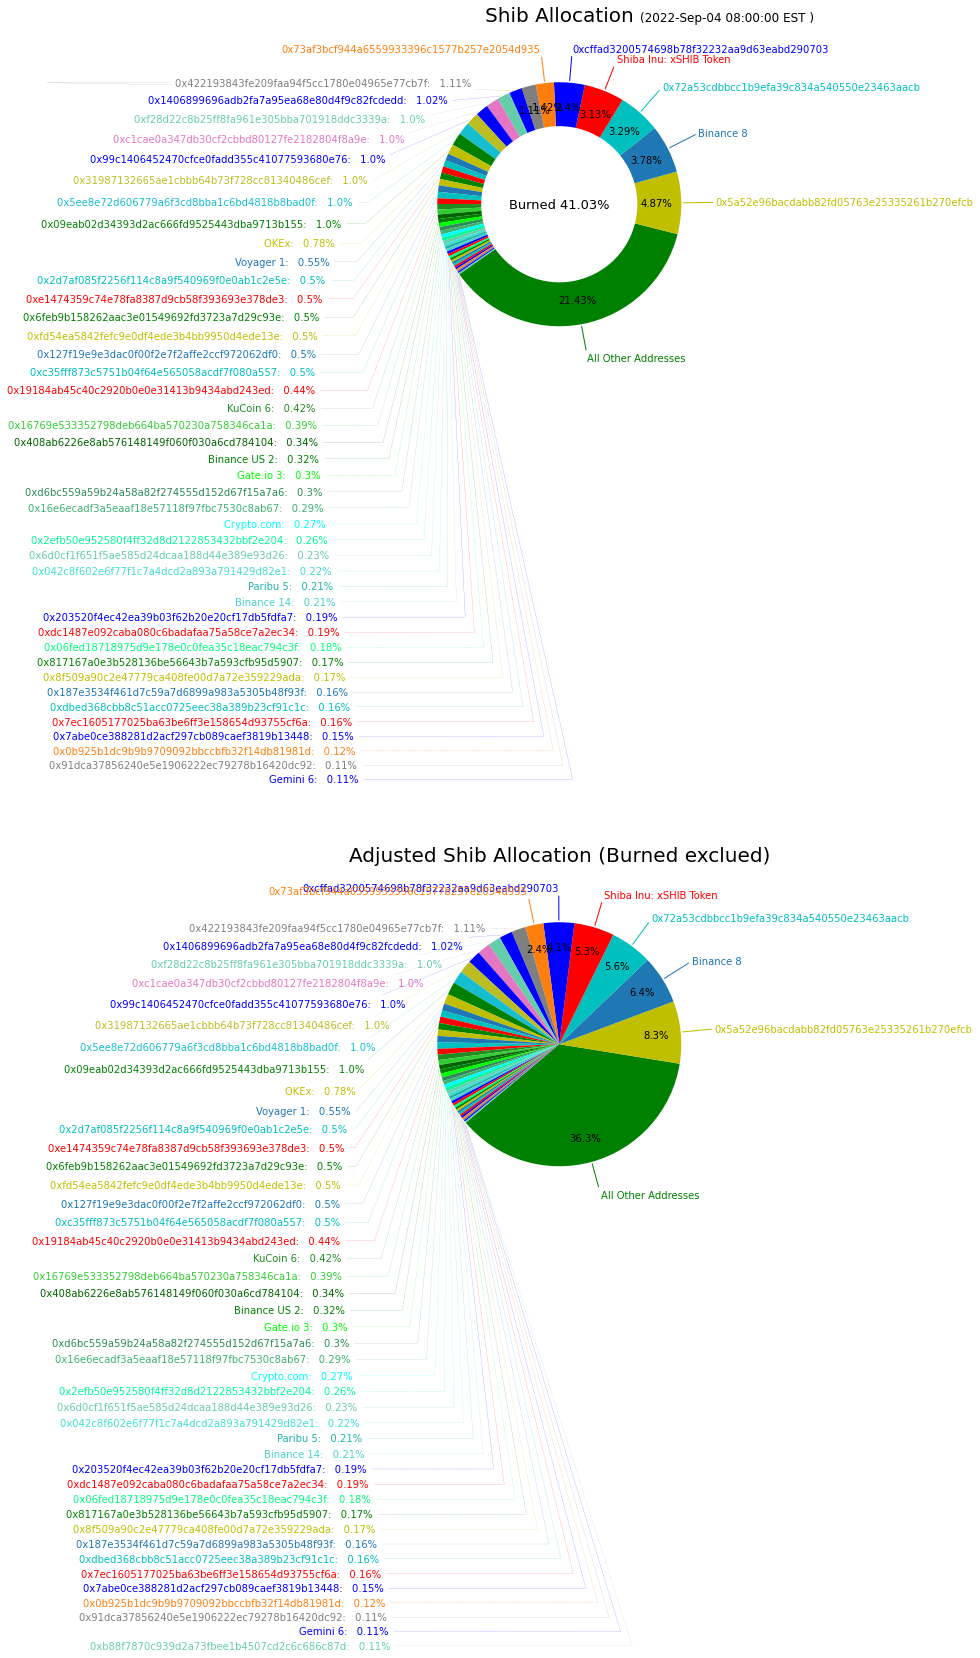 Shib Allocation (2022-Sep-04 08:00:00 EST )
0x73af3bcf944a6559933396c1577b257e2054d935
0xcffad3200574698b78f32232aa9d63eabd290703
Shiba Inu: xSHIB Token
0x72a53cdbbcc1b9efa39c834a540550e23463aacb
Binance 8
0x5a52e96bacdabb82fd05763e25335261b270efcb
All Other Addresses
1.11%
1.42%
2.4%
3.13%
3.29%
3.78%
4.87%
21.43%
Burned 41.03%
0x422193843fe209faa94f5cc1780e04965e77cb7f: 1.11%
0x1406899696adb2fa7a95ea68e80d4f9c82fcdedd: 1.02%
0xf28d22c8b25ff8fa961e305bba701918ddc3339a: 1.0%
0xc1cae0a347db30cf2cbbd80127fe2182804f8a9e: 1.0%
0x99c1406452470cfce0fadd355c41077593680e76: 1.0%
0x31987132665ae1cbbb64b73f728cc81340486cef: 1.0%
0x5ee8e72d606779a6f3cd8bba1c6bd4818b8bad0f: 1.0%
0x09eab02d34393d2ac666fd9525443dba9713b155: 1.0%
OKEx: 0.78%
Voyager 1: 0.55%
0x2d7af085f2256f114c8a9f540969f0e0ab1c2e5e: 0.5%
0xe1474359c74e78fa8387d9cb58f393693e378de3: 0.5%
0x6feb9b158262aac3e01549692fd3723a7d29c93e: 0.5%
0xfd54ea5842fefc9e0df4ede3b4bb9950d4ede13e: 0.5%
0x127f19e9e3dac0f00f2e7f2affe2ccf972062df0: 0.5%
0xc35fff873c5751b04f64e565058acdf7f080a557: 0.5%
0x19184ab45c40c2920b0e0e31413b9434abd243ed: 0.44%
KuCoin 6: 0.42%
0x16769e533352798deb664ba570230a758346ca1a: 0.39%
0x408ab6226e8ab576148149f060f030a6cd784104: 0.34%
Binance US 2: 0.32%
Gate.io 3: 0.3%
0xd6bc559a59b24a58a82f274555d152d67f15a7a6: 0.3%
0x16e6ecadf3a5eaaf18e57118f97fbc7530c8ab67: 0.29%
Crypto.com: 0.27%
0x2efb50e952580f4ff32d8d2122853432bbf2e204: 0.26%
0x6d0cf1f651f5ae585d24dcaa188d44e389e93d26: 0.23%
0x042c8f602e6f77f1c7a4dcd2a893a791429d82e1: 0.22%
Paribu 5: 0.21%
Binance 14: 0.21%
0x203520f4ec42ea39b03f62b20e20cf17db5fdfa7: 0.19%
0xdc1487e092caba080c6badafaa75a58ce7a2ec34: 0.19%
0x06fed18718975d9e178e0c0fea35c18eac794c3f: 0.18%
0x817167a0e3b528136be56643b7a593cfb95d5907: 0.17%
0x8f509a90c2e47779ca408fe00d7a72e359229ada: 0.17%
0x187e3534f461d7c59a7d6899a983a5305b48f93f: 0.16%
0xdbed368cbb8c51acc0725eec38a389b23cf91c1c: 0.16%
0x7ec1605177025ba63be6ff3e158654d93755cf6a: 0.16%
0x7abe0ce388281d2acf297cb089caef3819b13448: 0.15%
0x0b925b1dc9b9b9709092bbccbfb32f14db81981d: 0.12%
0x91dca37856240e5e1906222ec79278b16420dc92: 0.11%
Gemini 6: 0.11%
Adjusted Shib Allocation (Burned exclued)
0xcffad3200574698b78f32232aa9d63eabd290703
Shiba Inu: xSHIB Token
0x72a53cdbbcc1b9efa39c834a540550e23463aacb
Binance 8
0x5a52e96bacdabb82fd05763e25335261b270efcb
All Other Addresses
2.4%
4.1%
5.3%
5.6%
6.4%
8.3%
36.3%
0x422193843fe209faa94f5cc1780e04965e77cb7f: 1.11%
0x1406899696adb2fa7a95ea68e80d4f9c82fcdedd: 1.02%
0xf28d22c8b25ff8fa961e305bba701918ddc3339a: 1.0%
0xc1cae0a347db30cf2cbbd80127fe2182804f8a9e: 1.0%
0x99c1406452470cfce0fadd355c41077593680e76: 1.0%
0x31987132665ae1cbbb64b73f728cc81340486cef: 1.0%
0x5ee8e72d606779a6f3cd8bba1c6bd4818b8bad0f: 1.0%
0x09eab02d34393d2ac666fd9525443dba9713b155: 1.0%
OKEx: 0.78%
Voyager 1: 0.55%
0x2d7af085f2256f114c8a9f540969f0e0ab1c2e5e: 0.5%
0xe1474359c74e78fa8387d9cb58f393693e378de3: 0.5%
0x6feb9b158262aac3e01549692fd3723a7d29c93e: 0.5%
0xfd54ea5842fefc9e0df4ede3b4bb9950d4ede13e: 0.5%
0x127f19e9e3dac0f00f2e7f2affe2ccf972062df0: 0.5%
0xc35fff873c5751b04f64e565058acdf7f080a557: 0.5%
0x19184ab45c40c2920b0e0e31413b9434abd243ed: 0.44%
KuCoin 6: 0.42%
0x16769e533352798deb664ba570230a758346ca1a: 0.39%
0x408ab6226e8ab576148149f060f030a6cd784104: 0.34%
Binance US 2: 0.32%
Gate.io 3: 0.3%
0xd6bc559a59b24a58a82f274555d152d67f15a7a6: 0.3%
0x16e6ecadf3a5eaaf18e57118f97fbc7530c8ab67: 0.29%
Crypto.com: 0.27%
0x2efb50e952580f4ff32d8d2122853432bbf2e204: 0.26%
0x6d0cf1f651f5ae585d24dcaa188d44e389e93d26: 0.23%
0x042c8f602e6f77f1c7a4dcd2a893a791429d82e1: 0.22%
Paribu 5: 0.21%
Binance 14: 0.21%
0x203520f4ec42ea39b03f62b20e20cf17db5fdfa7: 0.19%
0xdc1487e092caba080c6badafaa75a58ce7a2ec34: 0.19%
0x06fed18718975d9e178e0c0fea35c18eac794c3f: 0.18%
0x817167a0e3b528136be56643b7a593cfb95d5907: 0.17%
0x8f509a90c2e47779ca408fe00d7a72e359229ada: 0.17%
0x187e3534f461d7c59a7d6899a983a5305b48f93f: 0.16%
0xdbed368cbb8c51acc0725eec38a389b23cf91c1c: 0.16%
0x7ec1605177025ba63be6ff3e158654d93755cf6a: 0.16%
0x7abe0ce388281d2acf297cb089caef3819b13448: 0.15%
0x0b925b1dc9b9b9709092bbccbfb32f14db81981d: 0.12%
0x91dca37856240e5e1906222ec79278b16420dc92: 0.11%
Gemini 6: 0.11%
0xb88f7870c939d2a73fbee1b4507cd2c6c686c87d: 0.11%